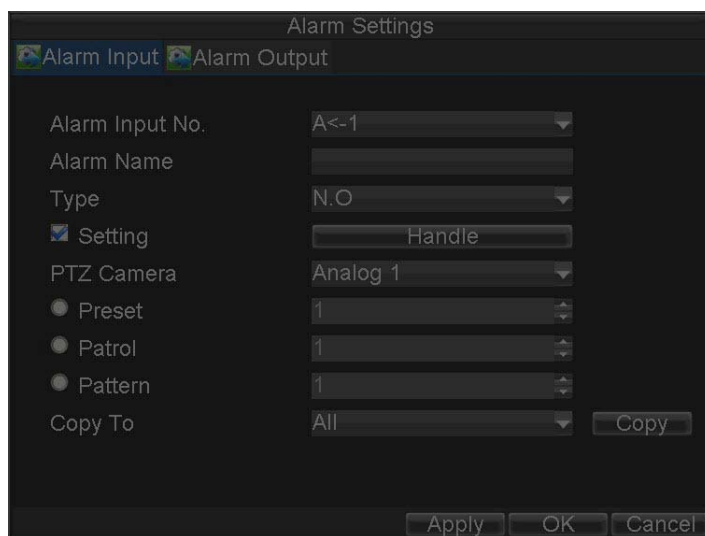 Alarm Settings
Alarm Input Alarm Output
Alarm Input No. A<-1
Alarm Name
Type N.O
Setting Handle
PTZ Camera Analog 1
Preset 1
Patrol 1
Pattern 1
Copy To All Copy
Apply OK Cancel